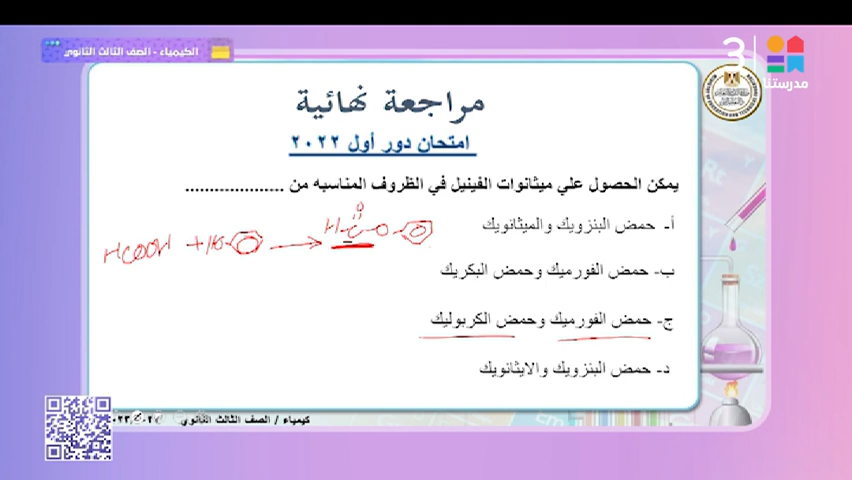 الكيمياء - الصف الثالث الثانوي
3
مدرستنا
مراجعة نهائية
امتحان دور أول ٢٠٢٢
يمكن الحصول علي ميثانوات الفينيل في الظروف المناسبه من ....................
أ- حمض البنزويك والميثانويك
H-C-O
O
HCOOH + HO
ب- حمض الفورميك وحمض البكريك
ج- حمض الفورميك وحمض الكربوليك
د- حمض البنزويك والايثانويك
كيمياء / الصف الثالث الثانوي